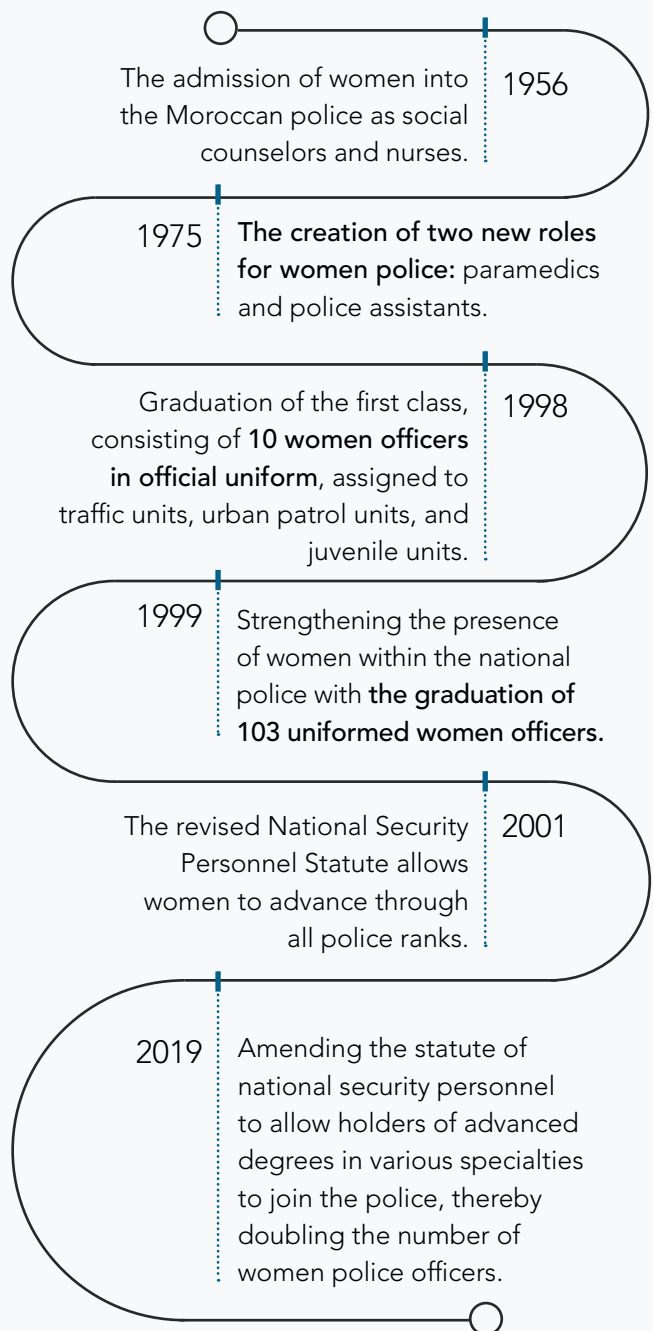 1956
The admission of women into
the Moroccan police as social
counselors and nurses.
1975
The creation of two new roles
for women police: paramedics
and police assistants.
1998
Graduation of the first class,
consisting of 10 women officers
in official uniform, assigned to
traffic units, urban patrol units, and
juvenile units.
1999
Strengthening the presence
of women within the national
police with the graduation of
103 uniformed women officers.
2001
The revised National Security
Personnel Statute allows
women to advance through
all police ranks.
2019
Amending the statute of
national security personnel
to allow holders of advanced
degrees in various specialties
to join the police, thereby
doubling the number of
women police officers.